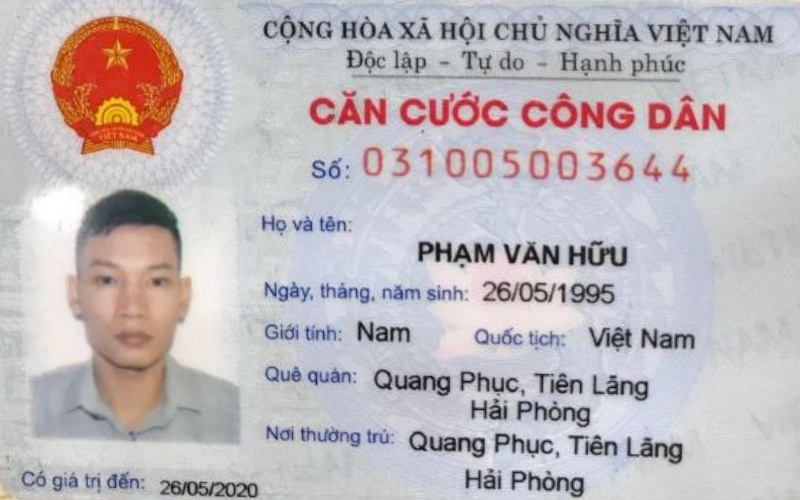 CỘNG HÒA XÃ HỘI CHỦ NGHĨA VIỆT NAM
Độc lập - Tự do - Hạnh phúc
CĂN CƯỚC CÔNG DÂN
Số: 031005003644
Họ và tên:
PHẠM VĂN HỮU
Ngày, tháng, năm sinh: 26/05/1995
Giới tính: Nam Quốc tịch: Việt Nam
Quê quán: Quang Phục, Tiên Lãng
Hải Phòng
Nơi thường trú: Quang Phục, Tiên Lãng
Hải Phòng
Có giá trị đến: 26/05/2020